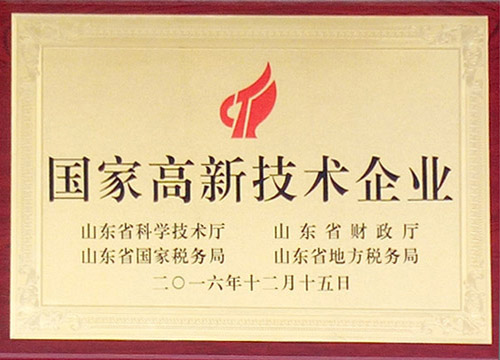 国家高新技术企业
山东省科学技术厅 山东省财政厅
山东省国家税务局 山东省地方税务局
二〇一六年十二月十五日